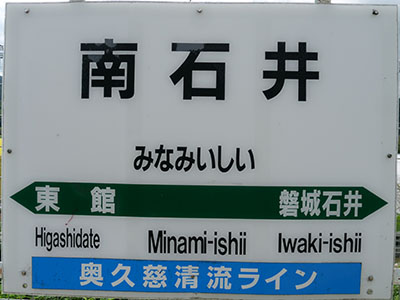 南石井
みなみいしい
東館 磐城石井
Higashidate Minami-ishii Iwaki-ishii
奥久慈清流ライン